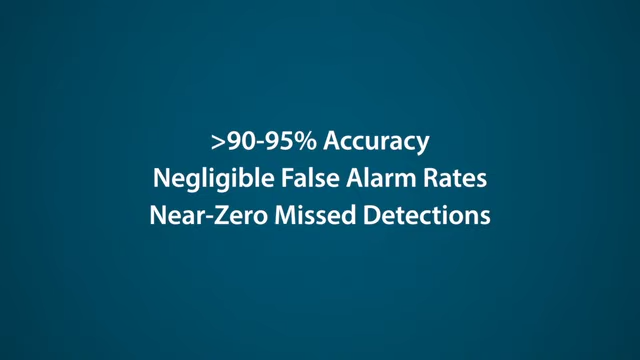 >90-95% Accuracy
Negligible False Alarm Rates
Near-Zero Missed Detections